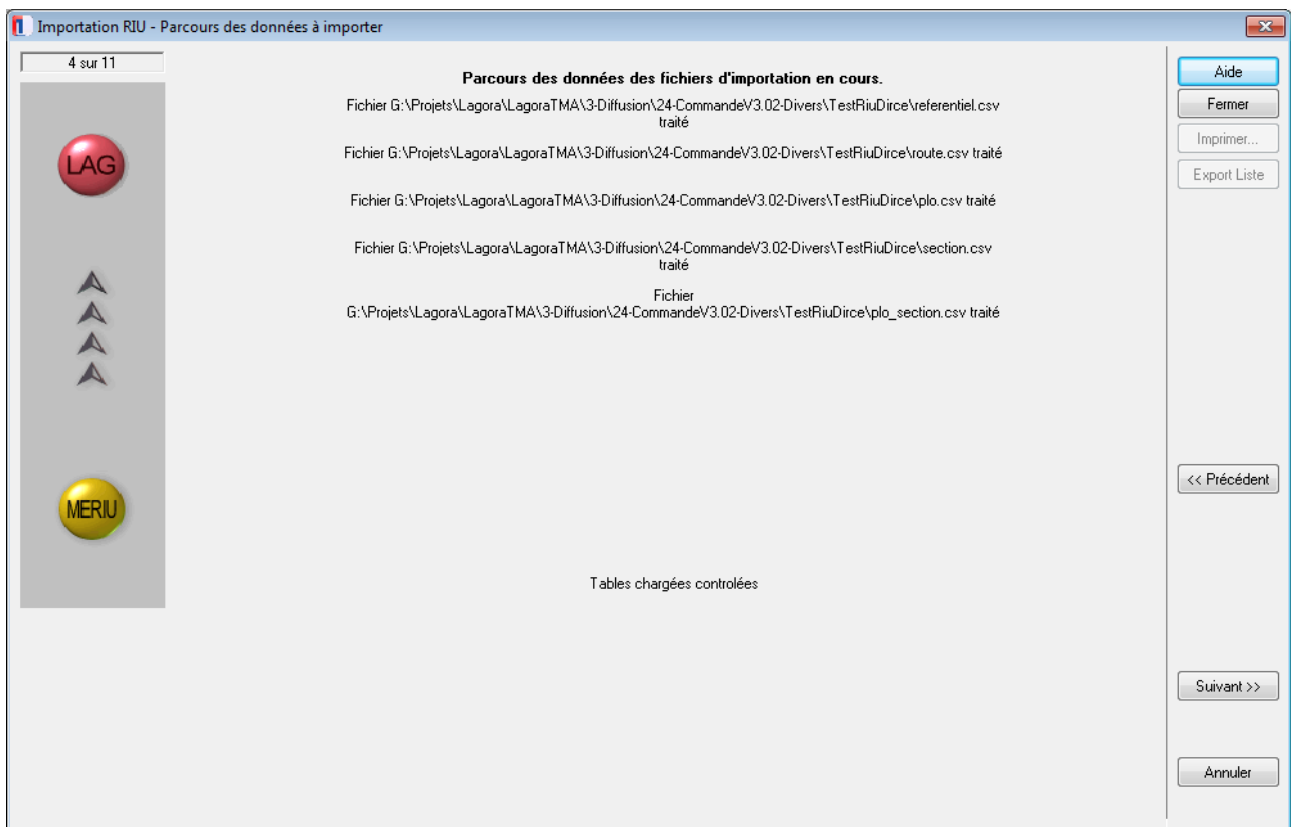 Importation RIU - Parcours des données à importer
4 sur 11
Parcours des données des fichiers d'importation en cours.
Fichier G:\Projets\Lagora\LagoraTMA\3-Diffusion\24-CommandeV3.02-Divers\TestRiuDirce\referentiel.csv
traité
Fichier G:\Projets\Lagora\LagoraTMA\3-Diffusion\24-CommandeV3.02-Divers\TestRiuDirce\route.csv traité
Fichier G:\Projets\Lagora\LagoraTMA\3-Diffusion\24-CommandeV3.02-Divers\TestRiuDirce\plo.csv traité
Fichier G:\Projets\Lagora\LagoraTMA\3-Diffusion\24-CommandeV3.02-Divers\TestRiuDirce\section.csv
traité
Fichier
G:\Projets\Lagora\LagoraTMA\3-Diffusion\24-CommandeV3.02-Divers\TestRiuDirce\plo_section.csv traité
Tables chargées controlées
LAG
MERIU
Aide
Fermer
Imprimer...
Export Liste
<< Précédent
Suivant >>
Annuler